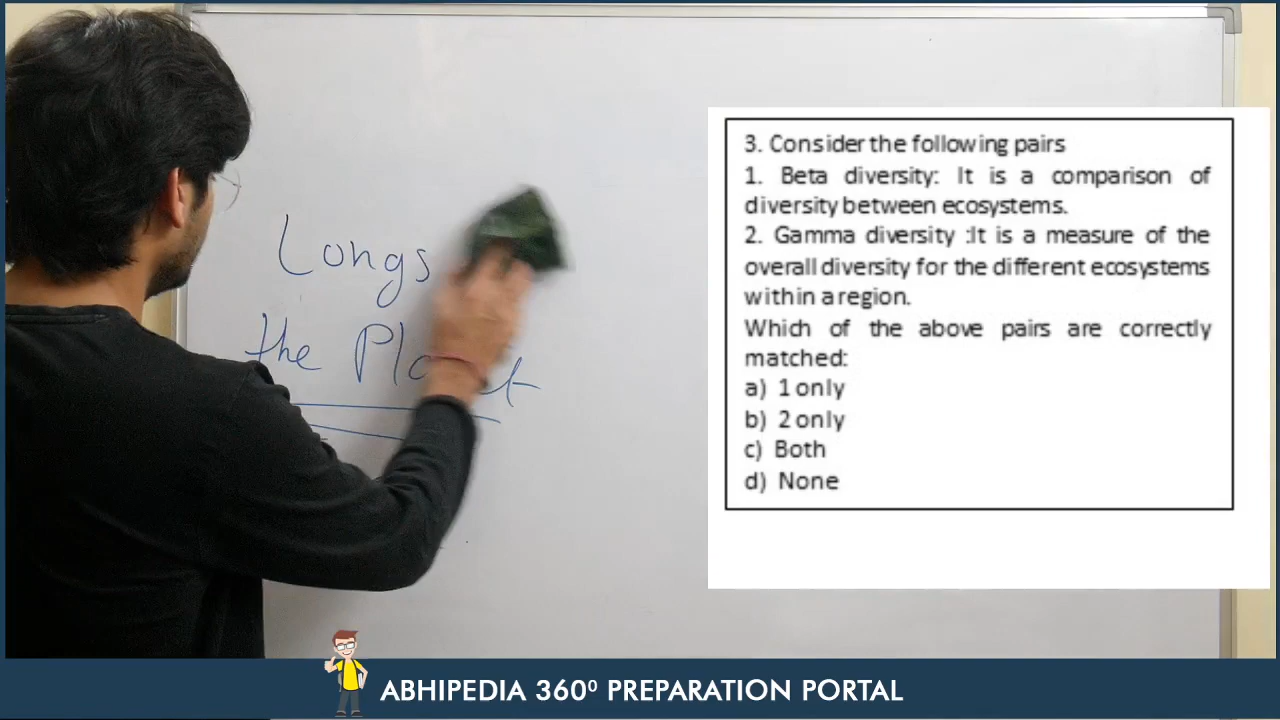 Longs
the Pla
3. Consider the following pairs
1. Beta diversity: It is a comparison of
diversity between ecosystems.
2. Gamma diversity :It is a measure of the
overall diversity for the different ecosystems
within a region.
Which of the above pairs are correctly
matched:
a) 1 only
b) 2 only
c) Both
d) None
ABHIPEDIA 360⁰ PREPARATION PORTAL